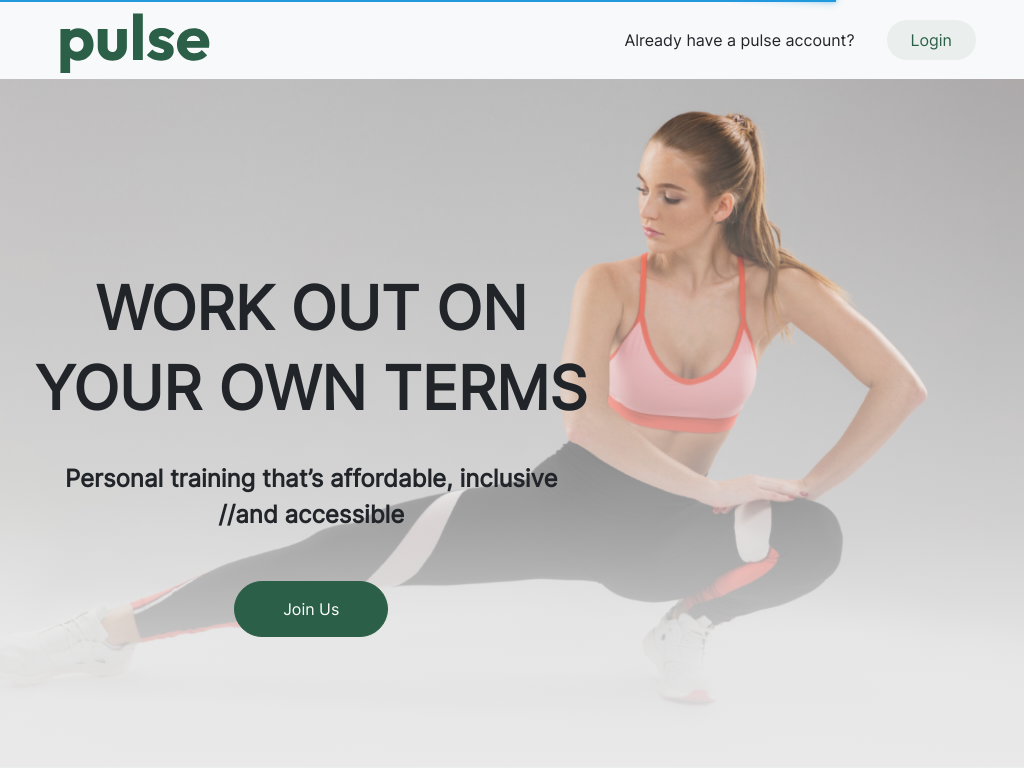 pulse
Already have a pulse account?
Login
WORK OUT ON
YOUR OWN TERMS
Personal training that’s affordable, inclusive
//and accessible
Join Us